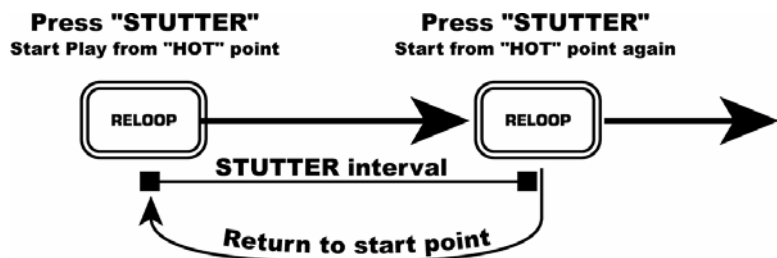 Press "STUTTER"
Start Play from "HOT" point
Press "STUTTER"
Start from "HOT" point again
RELOOP
RELOOP
STUTTER interval
Return to start point